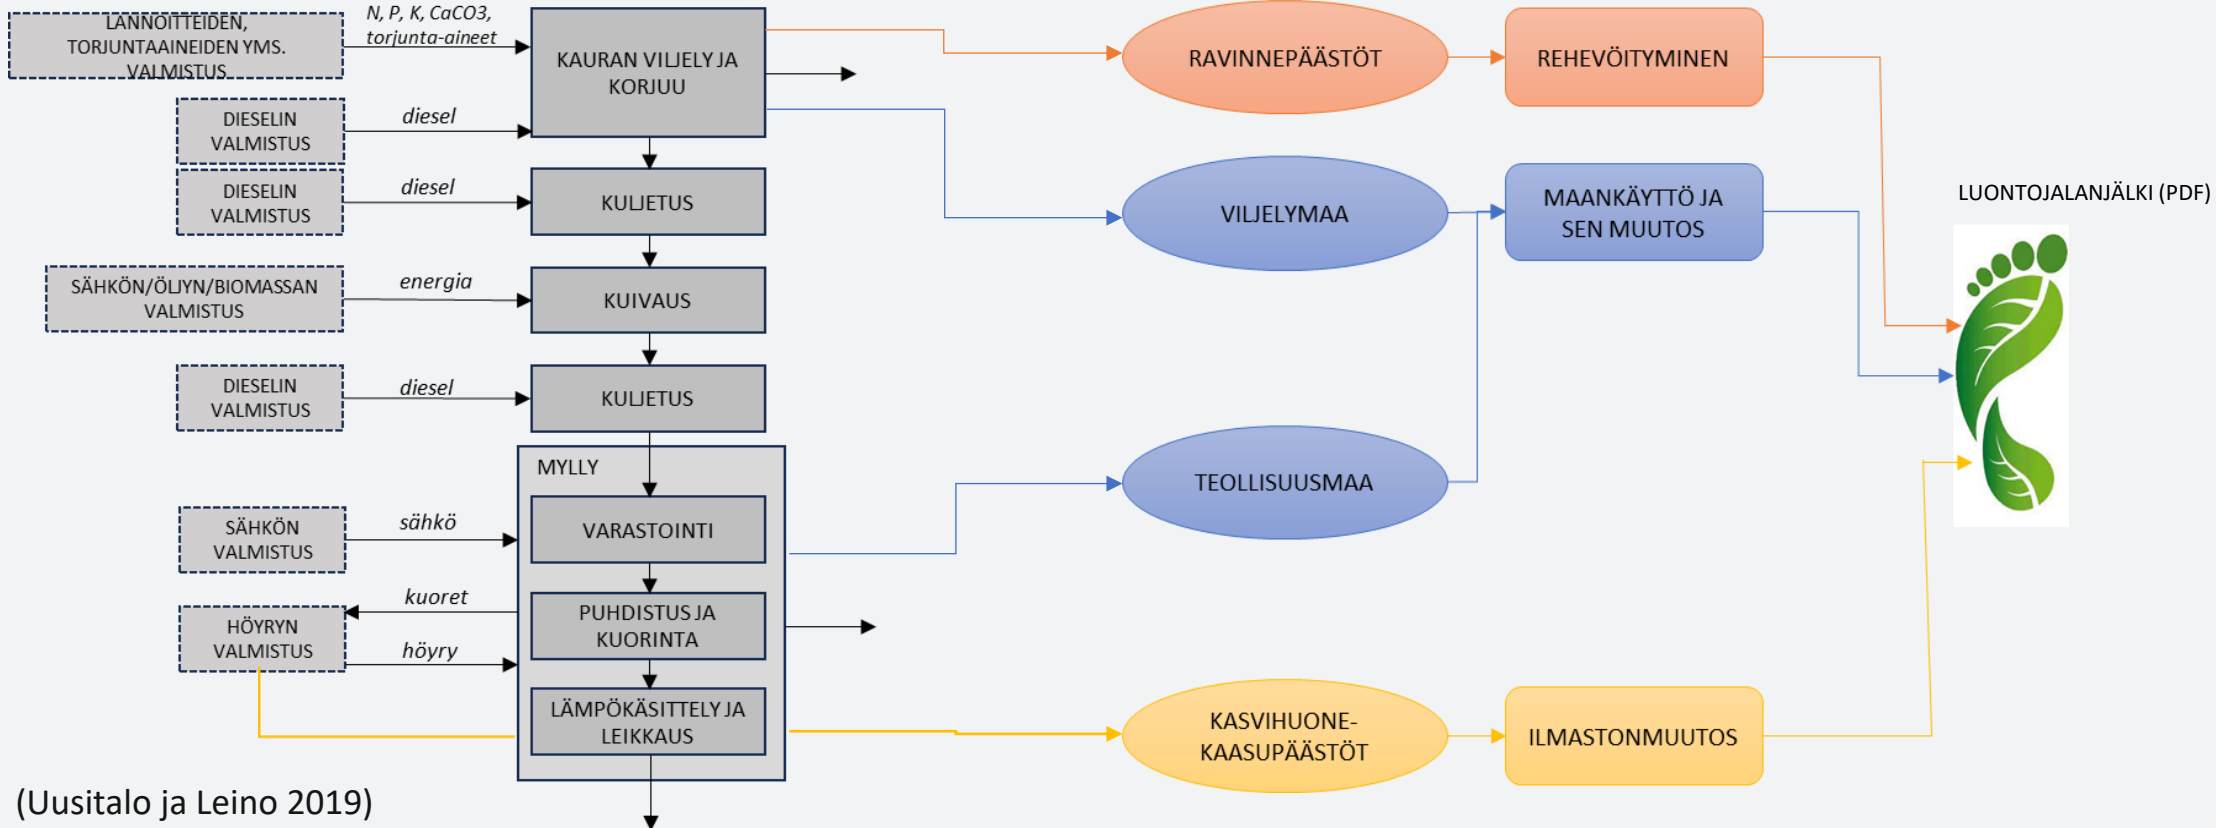 LANNOITTEIDEN,
TORJUNTAAINEIDEN YMS.
VALMISTUS
N, P, K, CaCO3,
torjunta-aineet
KAURAN VILJELY JA
KORJUU
RAVINNEPÄÄSTÖT
REHEVÖITYMINEN
DIESELIN
VALMISTUS
diesel
DIESELIN
VALMISTUS
diesel
KULJETUS
VILJELYMAA
MAANKÄYTTÖ JA
SEN MUUTOS
LUONTOJALANJÄLKI (PDF)
SÄHKÖN/ÖLJYN/BIOMASSAN
VALMISTUS
energia
KUIVAUS
DIESELIN
VALMISTUS
diesel
KULJETUS
MYLLY
TEOLLISUUSMAA
SÄHKÖN
VALMISTUS
sähkö
VARASTOINTI
HÖYRYN
VALMISTUS
kuoret
höyry
PUHDISTUS JA
KUORINTA
LÄMPÖKÄSITTELY JA
LEIKKAUS
KASVIHUONE-
KAASUPÄÄSTÖT
ILMASTONMUUTOS
(Uusitalo ja Leino 2019)